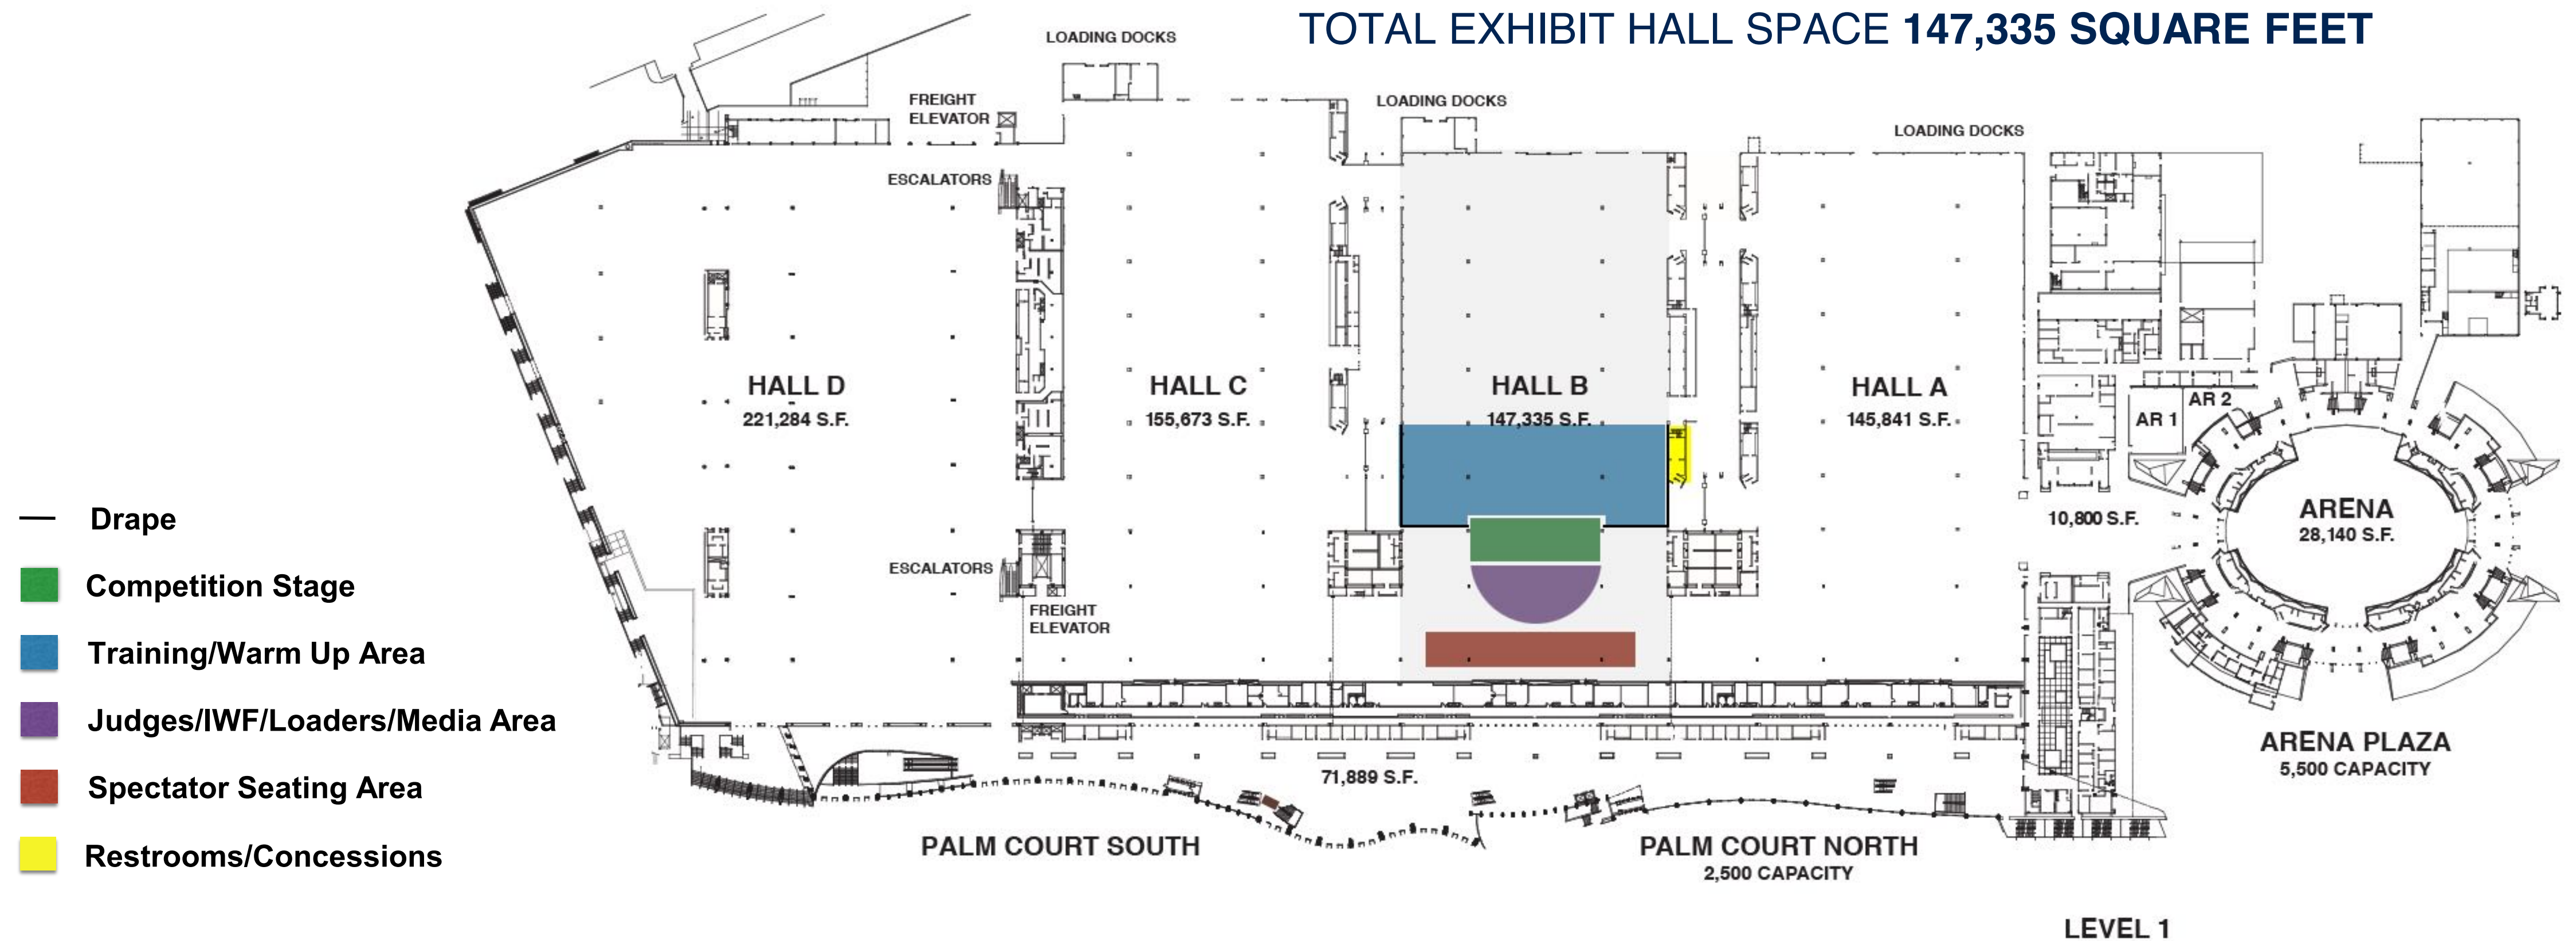 TOTAL EXHIBIT HALL SPACE 147,335 SQUARE FEET
LOADING DOCKS
FREIGHT
ELEVATOR
LOADING DOCKS
LOADING DOCKS
ESCALATORS
HALL D
221,284 S.F.
HALL C
155,673 S.F.
HALL B
147,335 S.F.
HALL A
145,841 S.F.
AR 1
AR 2
10,800 S.F.
ARENA
28,140 S.F.
ESCALATORS
FREIGHT
ELEVATOR
Drape
Competition Stage
Training/Warm Up Area
Judges/IWF/Loaders/Media Area
Spectator Seating Area
Restrooms/Concessions
71,889 S.F.
ARENA PLAZA
5,500 CAPACITY
PALM COURT SOUTH
PALM COURT NORTH
2,500 CAPACITY
LEVEL 1